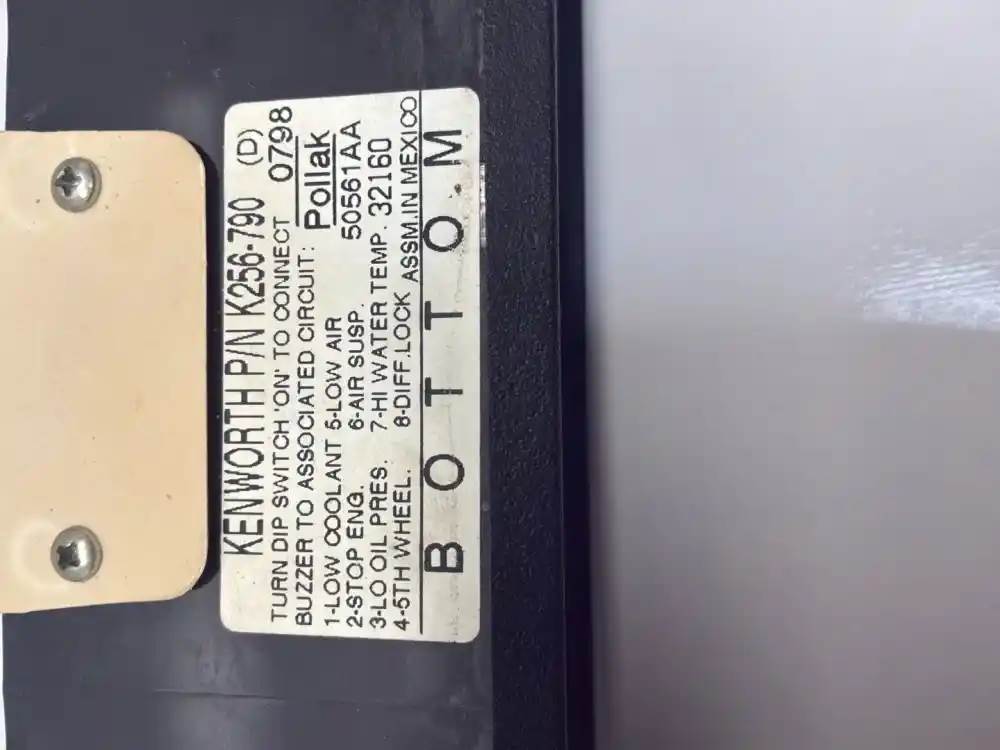 KENWORTH P/N K256-790 (D)
TURN DIP SWITCH 'ON' TO CONNECT 0798
BUZZER TO ASSOCIATED CIRCUIT: Pollak
1-LOW COOLANT 5-LOW AIR
2-STOP ENG. 6-AIR SUSP. 50561AA
3-LO OIL PRES. 7-HI WATER TEMP. 32160
4-5TH WHEEL. 8-DIFF.LOCK ASSM.IN MEXICO
BOTTOM